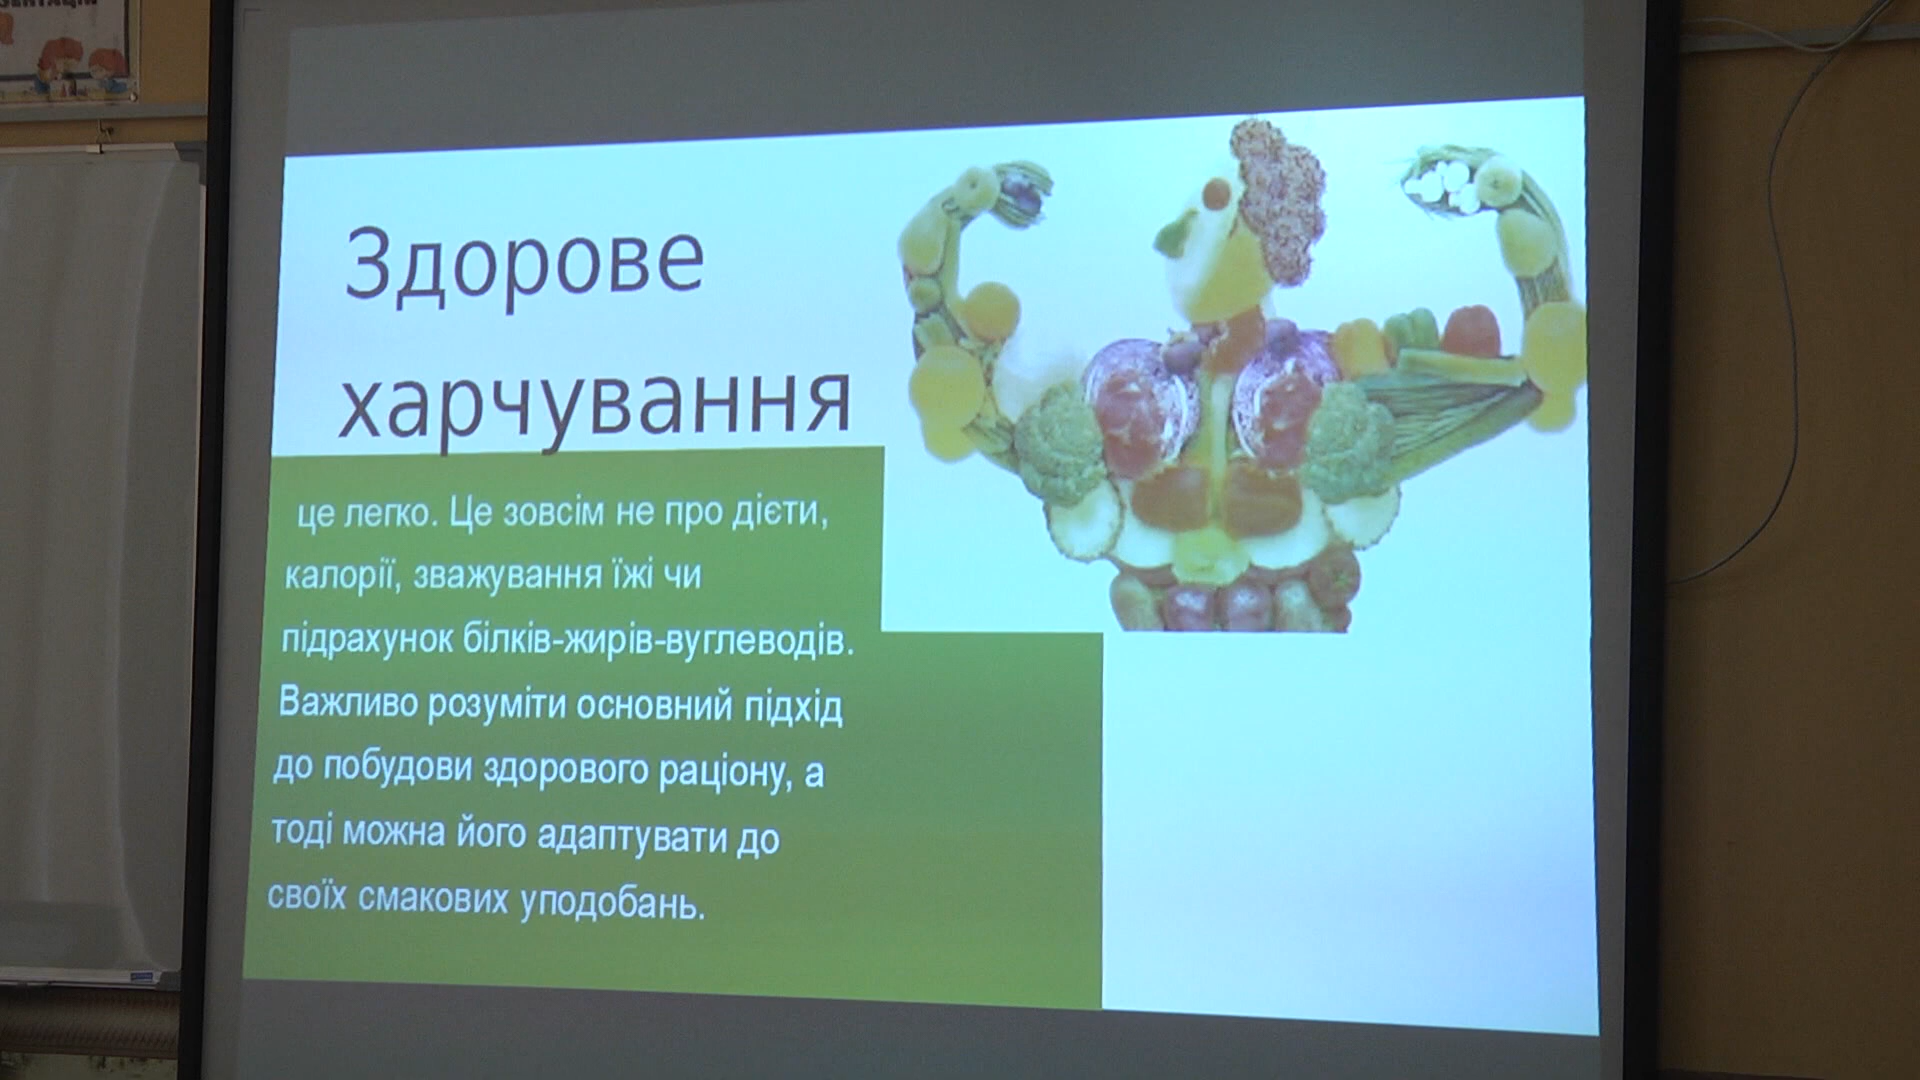 Здорове
харчування
це легко. Це зовсім не про дієти,
калорії, зважування їжі чи
підрахунок білків-жирів-вуглеводів.
Важливо розуміти основний підхід
до побудови здорового раціону, а
тоді можна його адаптувати до
своїх смакових уподобань.